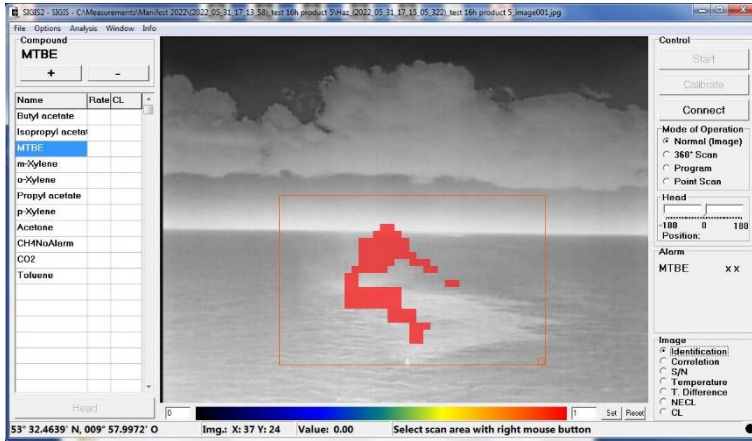 SIGIS2 - SIGIS - C:\Measurements\Manifest 2022\(2022_05_31_17_13_58)_test 16h product 5\Haz_(2022_05_31_17_15_05_322)_test 16h product 5_image001.jpg
File Options Analysis Window Info
Compound
MTBE
+ -
Name Rate CL
Butyl acetate
Isopropyl acetat
MTBE
m-Xylene
o-Xylene
Propyl acetate
p-Xylene
Acetone
CH4NoAlarm
CO2
Toluene
Head
Control
Start
Calibrate
Connect
Mode of Operation
Normal (Image)
360° Scan
Program
Point Scan
Head
-180 0 180
Position:
Alarm
MTBE x x
Image
Identification
Correlation
S/N
Temperature
T. Difference
NECL
CL
0 1 Set Reset
53° 32.4639' N, 009° 57.9972' O Img.: X: 37 Y: 24 Value: 0.00 Select scan area with right mouse button